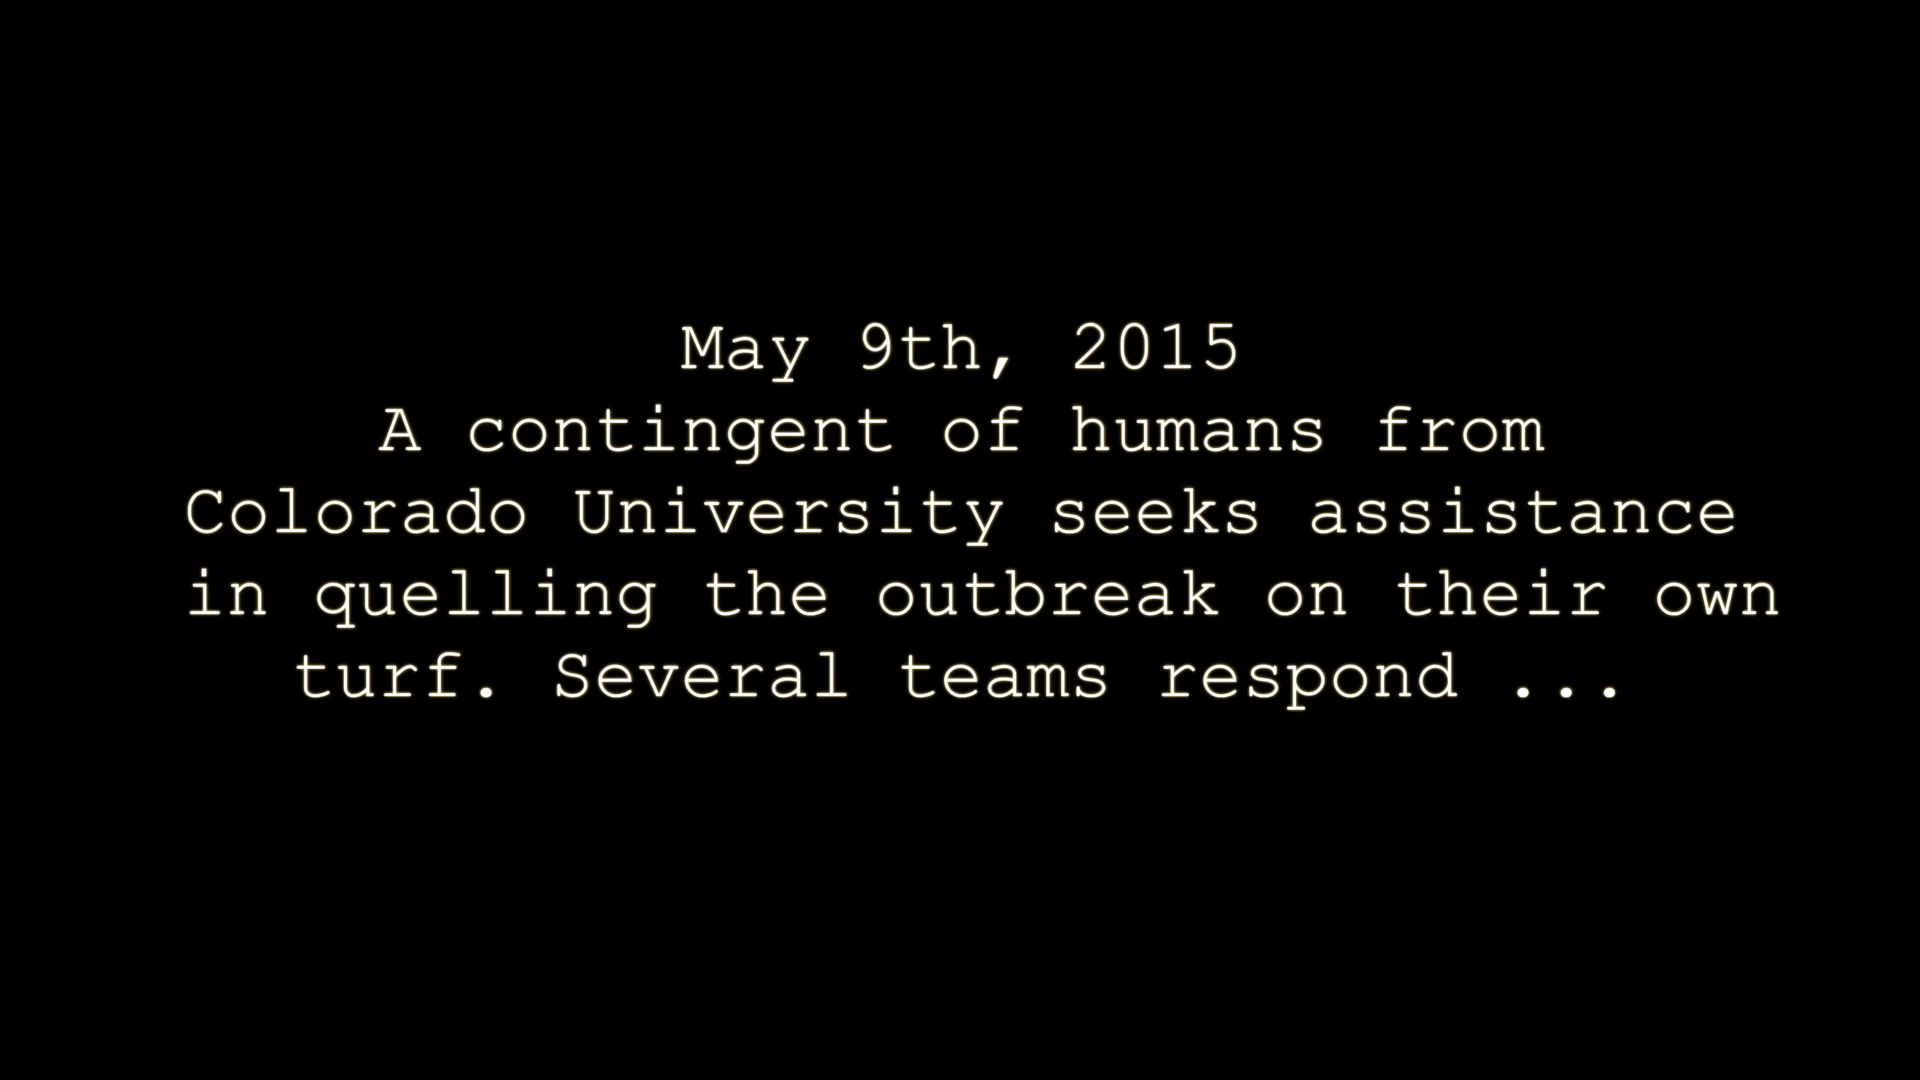 May 9th, 2015
A contingent of humans from
Colorado University seeks assistance
in quelling the outbreak on their own
turf. Several teams respond ...